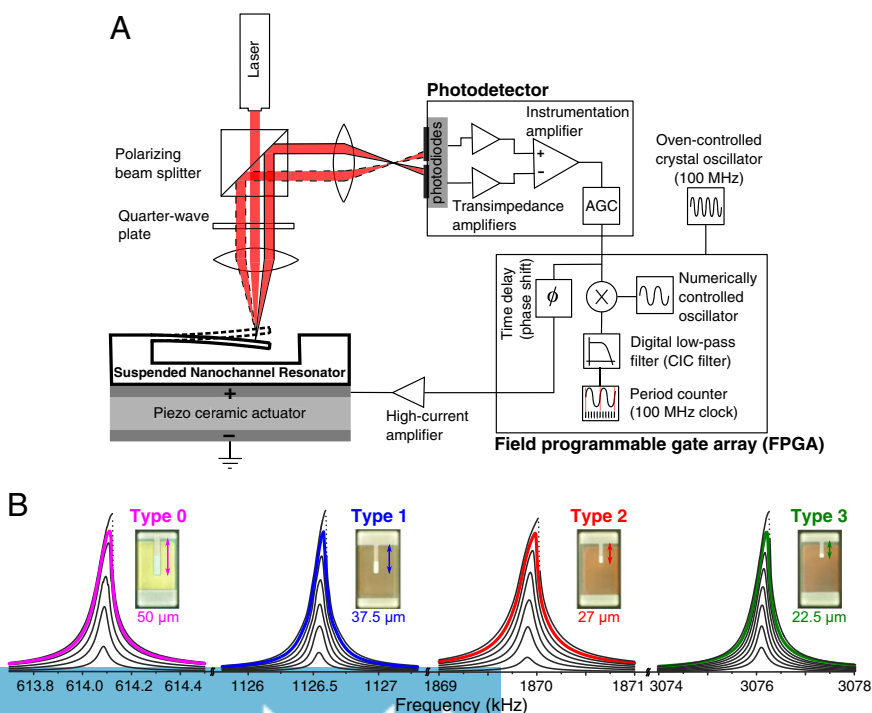 A
Laser
Polarizing
beam splitter
Quarter-wave
plate
Photodetector
photodiodes
Instrumentation
amplifier
+
−
Transimpedance
amplifiers
AGC
Oven-controlled
crystal oscillator
(100 MHz)
Time delay
(phase shift)
ϕ
X
Numerically
controlled
oscillator
Digital low-pass
filter (CIC filter)
Period counter
(100 MHz clock)
Field programmable gate array (FPGA)
Suspended Nanochannel Resonator
+
Piezo ceramic actuator
−
High-current
amplifier
B
Type 0
50 µm
Type 1
37.5 µm
Type 2
27 µm
Type 3
22.5 µm
613.8 614.0 614.2 614.4 1126 1126.5 1127 1869 1870 1871 3074 3076 3078
Frequency (kHz)